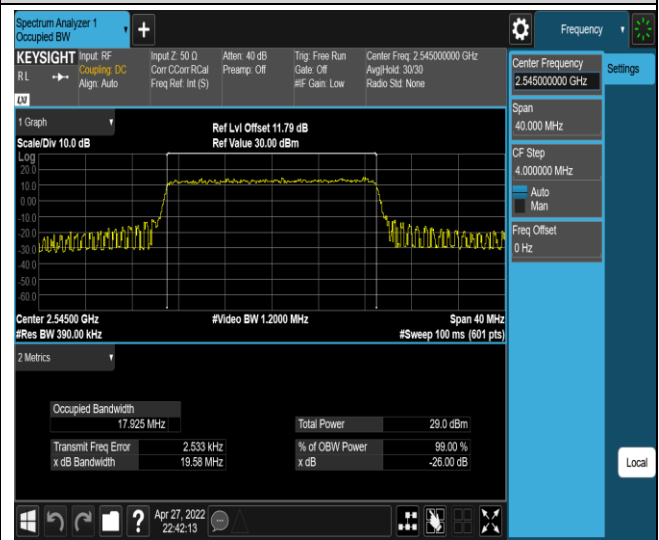 Spectrum Analyzer 1
Occupied BW
+
Frequency
KEYSIGHT Input: RF Input Z: 50 Ω Atten: 40 dB Trig: Free Run Center Freq: 2.545000000 GHz
RL Coupling: DC Corr CCorr RCal Preamp: Off Gate: Off Avg|Hold: 30/30
Align: Auto Freq Ref: Int (S) #IF Gain: Low Radio Std: None
LXI
Center Frequency
2.545000000 GHz
Settings
Span
40.000 MHz
CF Step
4.000000 MHz
Auto
Man
Freq Offset
0 Hz
1 Graph
Ref Lvl Offset 11.79 dB
Scale/Div 10.0 dB Ref Value 30.00 dBm
Log
20.0
10.0
0.00
-10.0
-20.0
-30.0
-40.0
-50.0
-60.0
Center 2.54500 GHz #Video BW 1.2000 MHz Span 40 MHz
#Res BW 390.00 kHz #Sweep 100 ms (601 pts)
2 Metrics
Occupied Bandwidth
17.925 MHz Total Power 29.0 dBm
Transmit Freq Error 2.533 kHz % of OBW Power 99.00 %
x dB Bandwidth 19.58 MHz x dB -26.00 dB
Local
? Apr 27, 2022
22:42:13